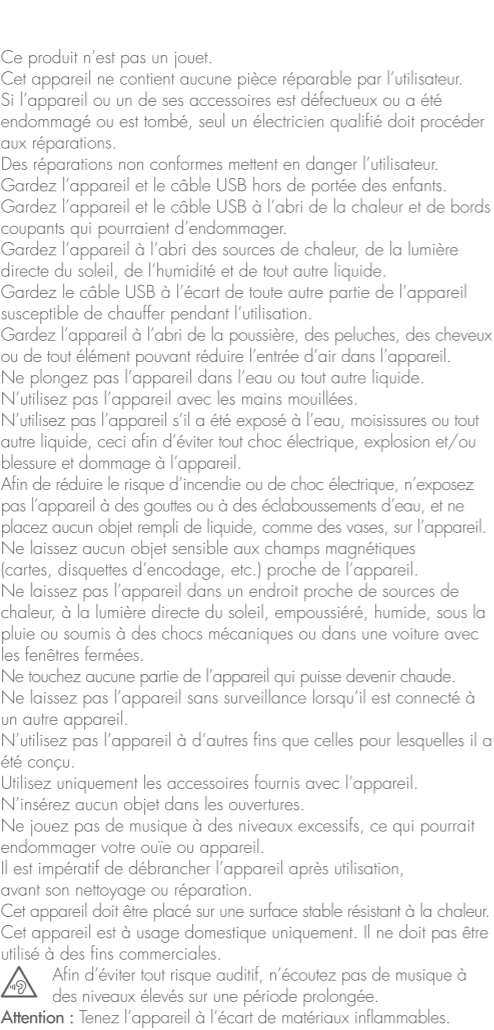 Ce produit n’est pas un jouet.
Cet appareil ne contient aucune pièce réparable par l’utilisateur.
Si l’appareil ou un de ses accessoires est défectueux ou a été
endommagé ou est tombé, seul un électricien qualifié doit procéder
aux réparations.
Des réparations non conformes mettent en danger l’utilisateur.
Gardez l’appareil et le câble USB hors de portée des enfants.
Gardez l’appareil et le câble USB à l’abri de la chaleur et de bords
coupants qui pourraient d’endommager.
Gardez l’appareil à l’abri des sources de chaleur, de la lumière
directe du soleil, de l’humidité et de tout autre liquide.
Gardez le câble USB à l’écart de toute autre partie de l’appareil
susceptible de chauffer pendant l’utilisation.
Gardez l’appareil à l’abri de la poussière, des peluches, des cheveux
ou de tout élément pouvant réduire l’entrée d’air dans l’appareil.
Ne plongez pas l’appareil dans l’eau ou tout autre liquide.
N’utilisez pas l’appareil avec les mains mouillées.
N’utilisez pas l’appareil s’il a été exposé à l’eau, moisissures ou tout
autre liquide, ceci afin d’éviter tout choc électrique, explosion et/ou
blessure et dommage à l’appareil.
Afin de réduire le risque d’incendie ou de choc électrique, n’exposez
pas l’appareil à des gouttes ou à des éclaboussements d’eau, et ne
placez aucun objet rempli de liquide, comme des vases, sur l’appareil.
Ne laissez aucun objet sensible aux champs magnétiques
(cartes, disquettes d’encodage, etc.) proche de l’appareil.
Ne laissez pas l’appareil dans un endroit proche de sources de
chaleur, à la lumière directe du soleil, empoussiéré, humide, sous la
pluie ou soumis à des chocs mécaniques ou dans une voiture avec
les fenêtres fermées.
Ne touchez aucune partie de l’appareil qui puisse devenir chaude.
Ne laissez pas l’appareil sans surveillance lorsqu’il est connecté à
un autre appareil.
N’utilisez pas l’appareil à d’autres fins que celles pour lesquelles il a
été conçu.
Utilisez uniquement les accessoires fournis avec l’appareil.
N’insérez aucun objet dans les ouvertures.
Ne jouez pas de musique à des niveaux excessifs, ce qui pourrait
endommager votre ouïe ou appareil.
Il est impératif de débrancher l’appareil après utilisation,
avant son nettoyage ou réparation.
Cet appareil doit être placé sur une surface stable résistant à la chaleur.
Cet appareil est à usage domestique uniquement. Il ne doit pas être
utilisé à des fins commerciales.
Afin d’éviter tout risque auditif, n’écoutez pas de musique à
des niveaux élevés sur une période prolongée.
Attention : Tenez l’appareil à l’écart de matériaux inflammables.